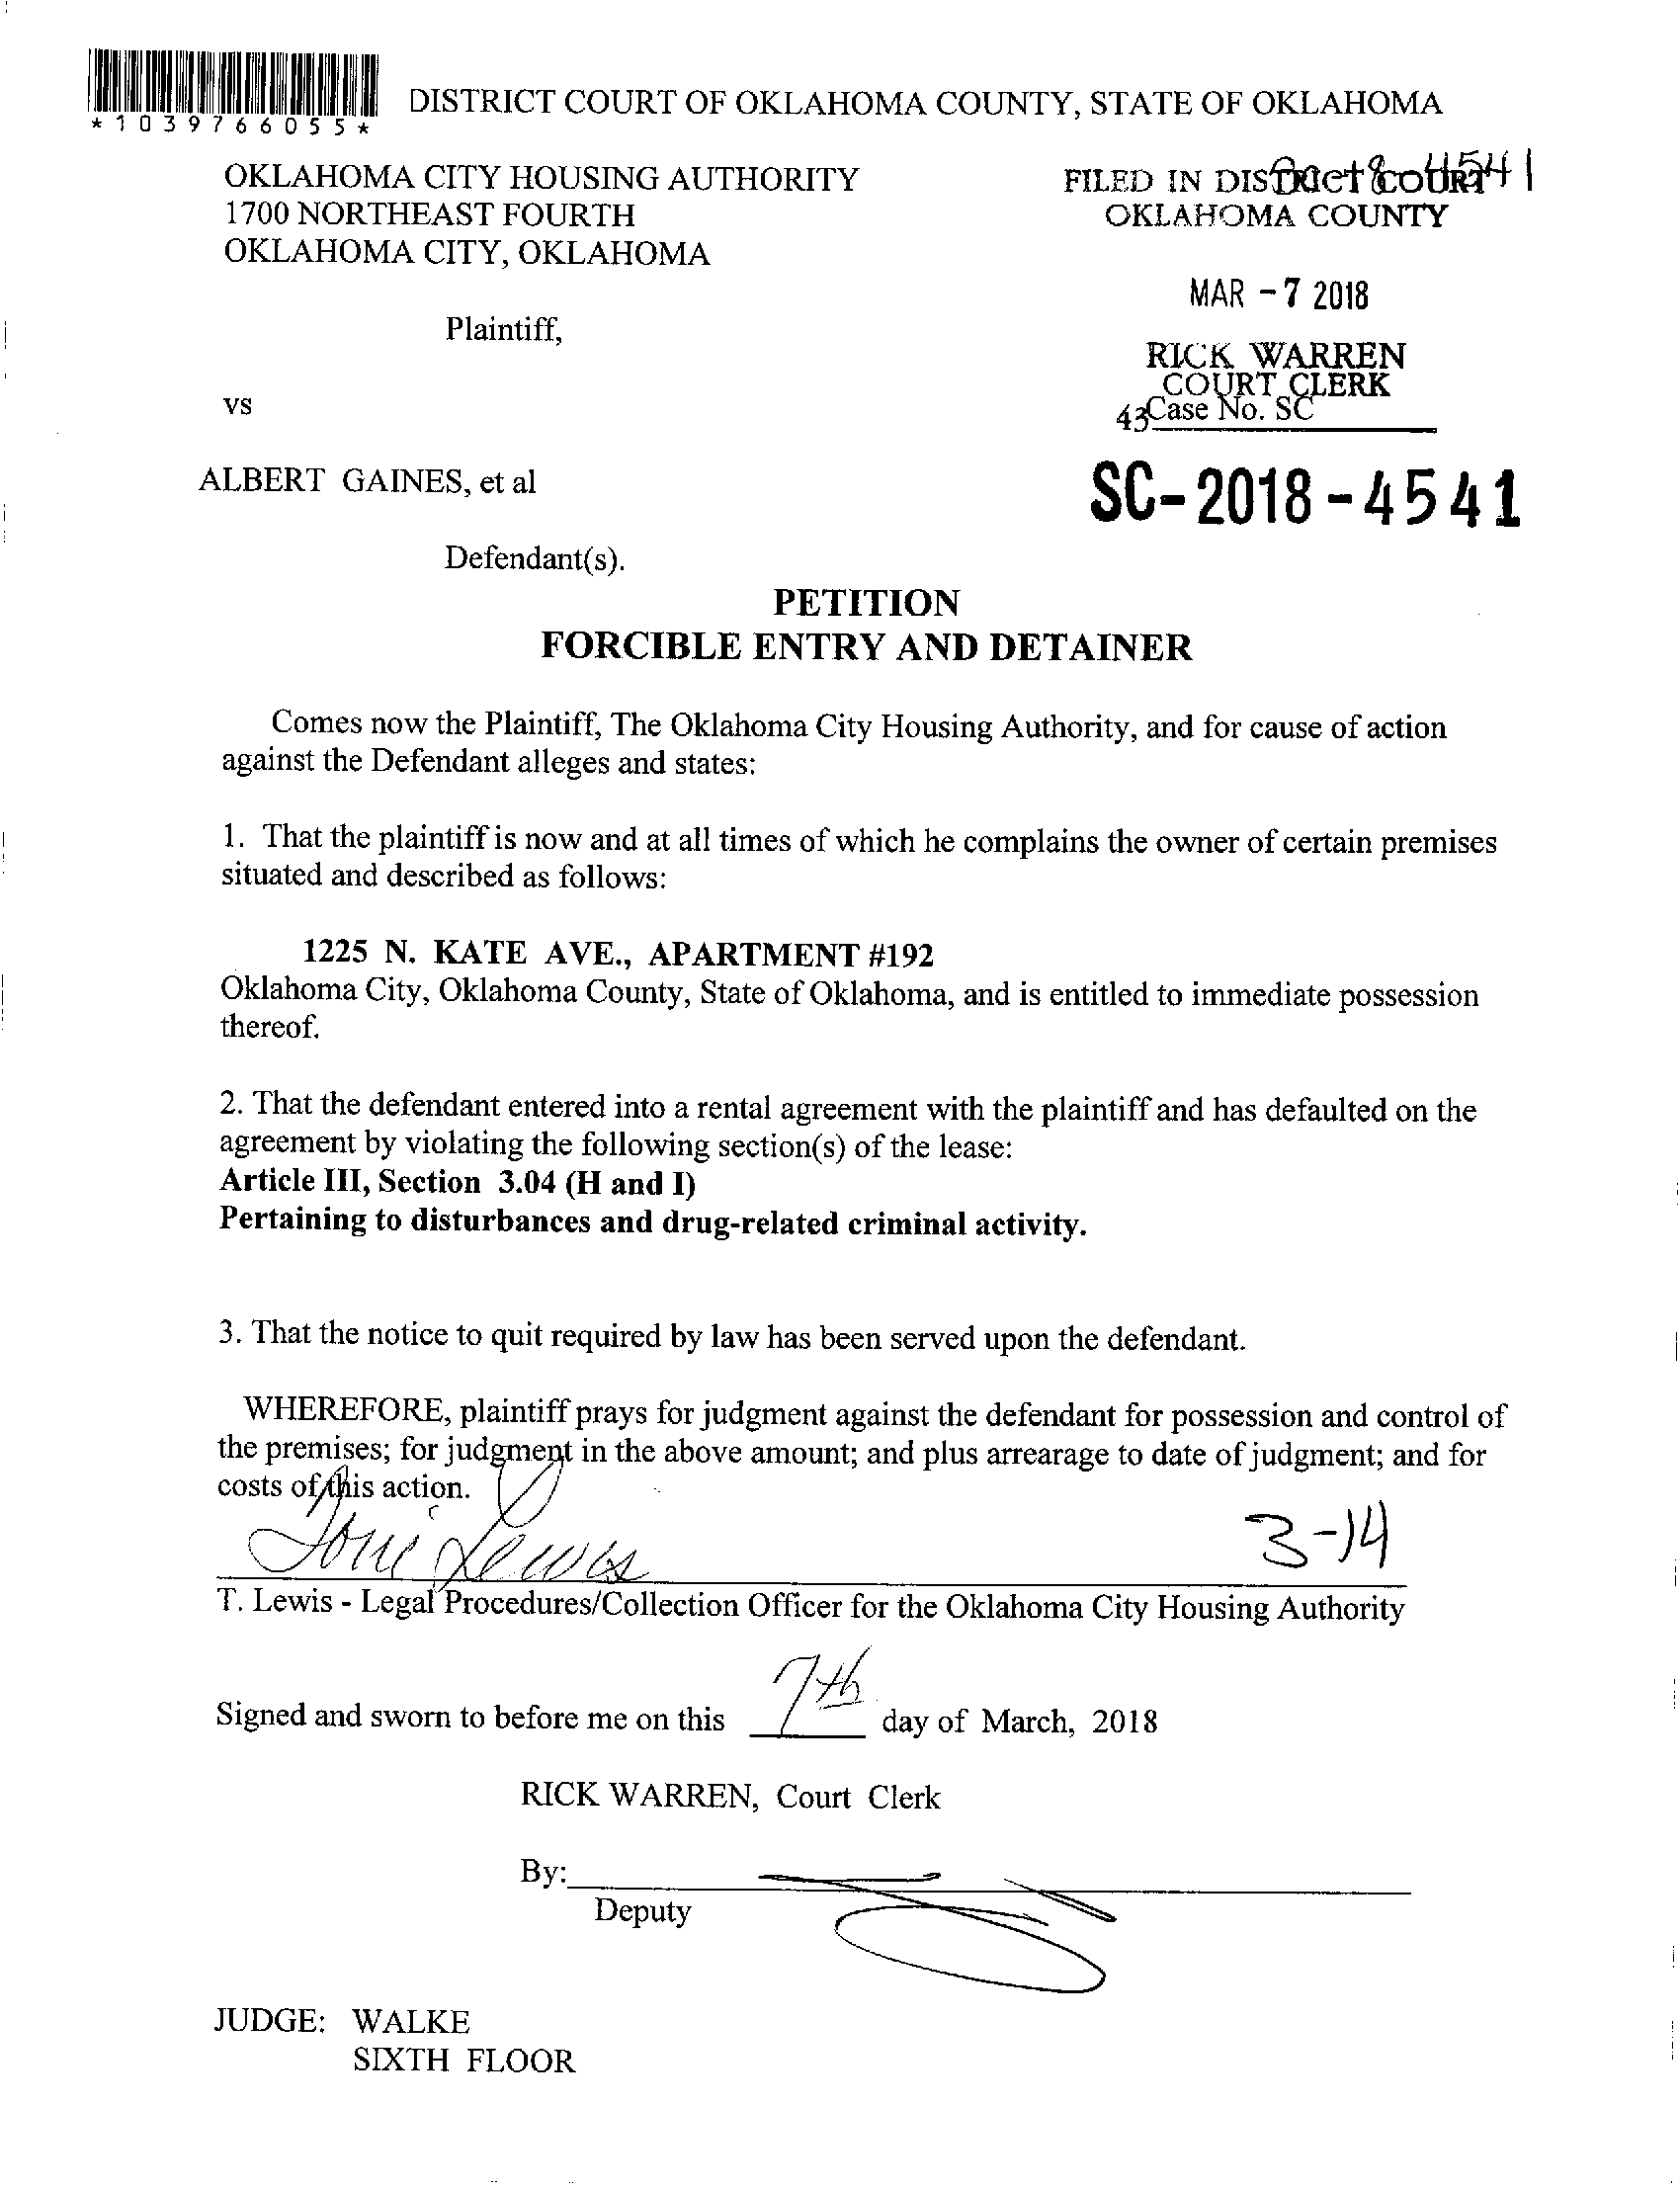 *1039766055*
DISTRICT COURT OF OKLAHOMA COUNTY, STATE OF OKLAHOMA
OKLAHOMA CITY HOUSING AUTHORITY
1700 NORTHEAST FOURTH
OKLAHOMA CITY, OKLAHOMA
FILED IN DISTRICT COURT
4541
OKLAHOMA COUNTY
MAR -7 2018
Plaintiff,
RICK WARREN
COURT CLERK
vs
43
Case No. SC
ALBERT GAINES, et al
SC-2018-4541
Defendant(s).
PETITION
FORCIBLE ENTRY AND DETAINER
Comes now the Plaintiff, The Oklahoma City Housing Authority, and for cause of action
against the Defendant alleges and states:
1. That the plaintiff is now and at all times of which he complains the owner of certain premises
situated and described as follows:
1225 N. KATE AVE., APARTMENT #192
Oklahoma City, Oklahoma County, State of Oklahoma, and is entitled to immediate possession
thereof.
2. That the defendant entered into a rental agreement with the plaintiff and has defaulted on the
agreement by violating the following section(s) of the lease:
Article III, Section 3.04 (H and I)
Pertaining to disturbances and drug-related criminal activity.
3. That the notice to quit required by law has been served upon the defendant.
WHEREFORE, plaintiff prays for judgment against the defendant for possession and control of
the premises; for judgment in the above amount; and plus arrearage to date of judgment; and for
costs of this action.
Toni Lewis 3-14
T. Lewis - Legal Procedures/Collection Officer for the Oklahoma City Housing Authority
Signed and sworn to before me on this 7th day of March, 2018
RICK WARREN, Court Clerk
By:
Deputy
JUDGE: WALKE
SIXTH FLOOR